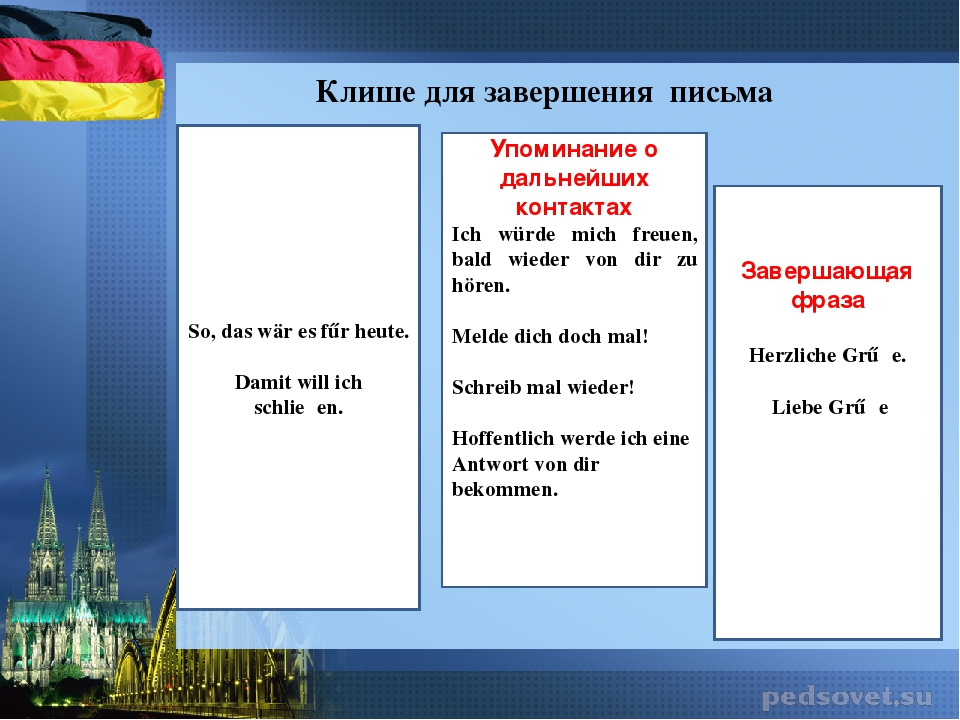 Клише для завершения письма
So, das wär es fűr heute.
Damit will ich
schlie en.
Упоминание о
дальнейших
контактах
Ich würde mich freuen,
bald wieder von dir zu
hören.
Melde dich doch mal!
Schreib mal wieder!
Hoffentlich werde ich eine
Antwort von dir
bekommen.
Завершающая
фраза
Herzliche Grű e.
Liebe Grű e
pedsovet.su